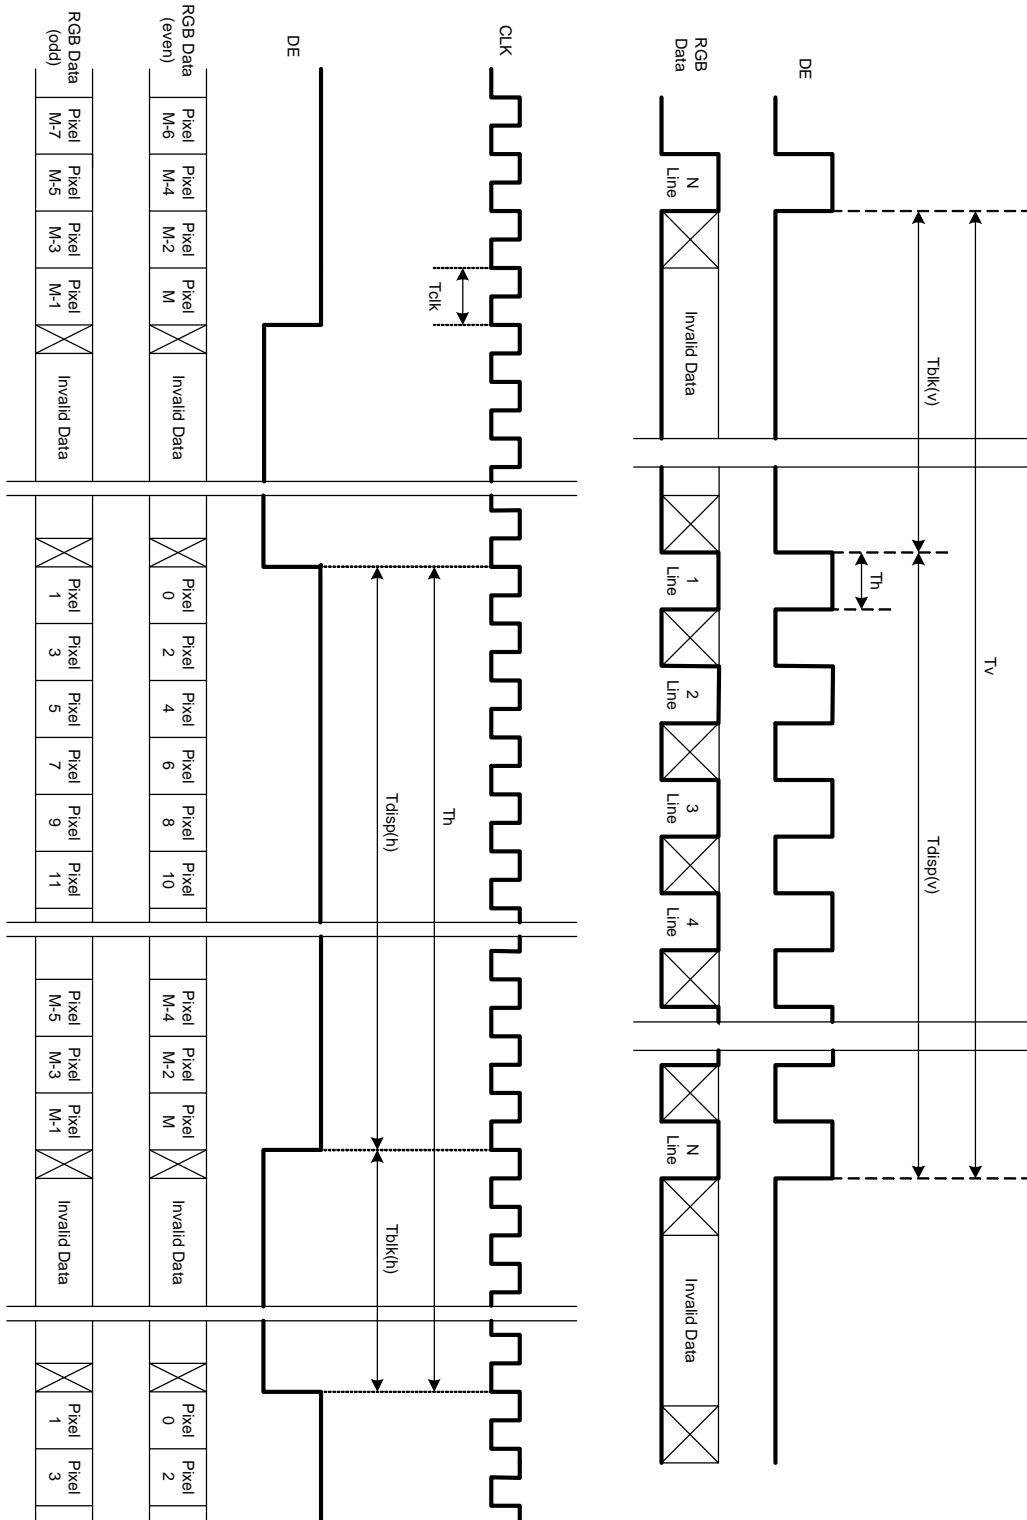 Tv
Tblk(v)
Tdisp(v)
Th
DE
RGB
Data
N
Line
Invalid Data
1
Line
2
Line
3
Line
4
Line
N
Line
Invalid Data
CLK
Tclk
Th
Tdisp(h)
Tblk(h)
DE
RGB Data
(even)
Pixel
M-6
Pixel
M-4
Pixel
M-2
Pixel
M
Invalid Data
Pixel
0
Pixel
2
Pixel
4
Pixel
6
Pixel
8
Pixel
10
Pixel
M-4
Pixel
M-2
Pixel
M
Invalid Data
Pixel
0
Pixel
2
RGB Data
(odd)
Pixel
M-7
Pixel
M-5
Pixel
M-3
Pixel
M-1
Invalid Data
Pixel
1
Pixel
3
Pixel
5
Pixel
7
Pixel
9
Pixel
11
Pixel
M-5
Pixel
M-3
Pixel
M-1
Invalid Data
Pixel
1
Pixel
3